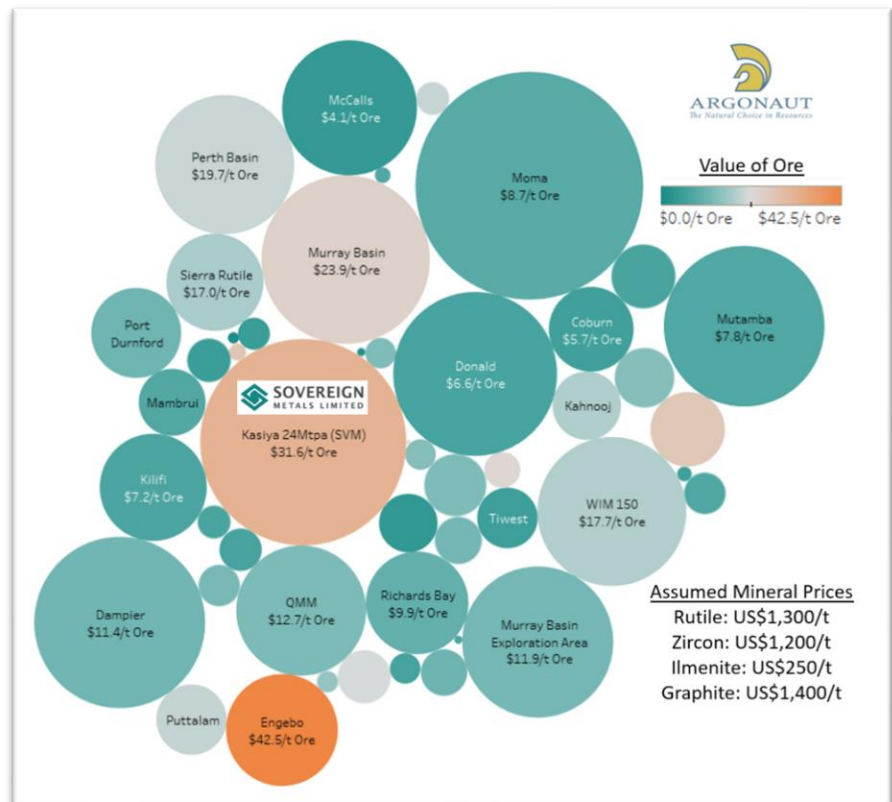 McCalls
$4.1/t Ore
ARGONAUT
The Natural Choice in Resources
Perth Basin
$19.7/t Ore
Moma
$8.7/t Ore
Value of Ore
$0.0/t Ore
$42.5/t Ore
Murray Basin
$23.9/t Ore
Sierra Rutile
$17.0/t Ore
Port
Durnford
Coburn
$5.7/t Ore
Mutamba
$7.8/t Ore
Donald
$6.6/t Ore
Mambrui
SOVEREIGN
METALS LIMITED
Kasiya 24Mtpa (SVM)
$31.6/t Ore
Kahnooj
Kilifi
$7.2/t Ore
Tiwest
WIM 150
$17.7/t Ore
Dampier
$11.4/t Ore
QMM
$12.7/t Ore
Richards Bay
$9.9/t Ore
Murray Basin
Exploration Area
$11.9/t Ore
Assumed Mineral Prices
Rutile: US$1,300/t
Zircon: US$1,200/t
Ilmenite: US$250/t
Graphite: US$1,400/t
Puttalam
Engebo
$42.5/t Ore